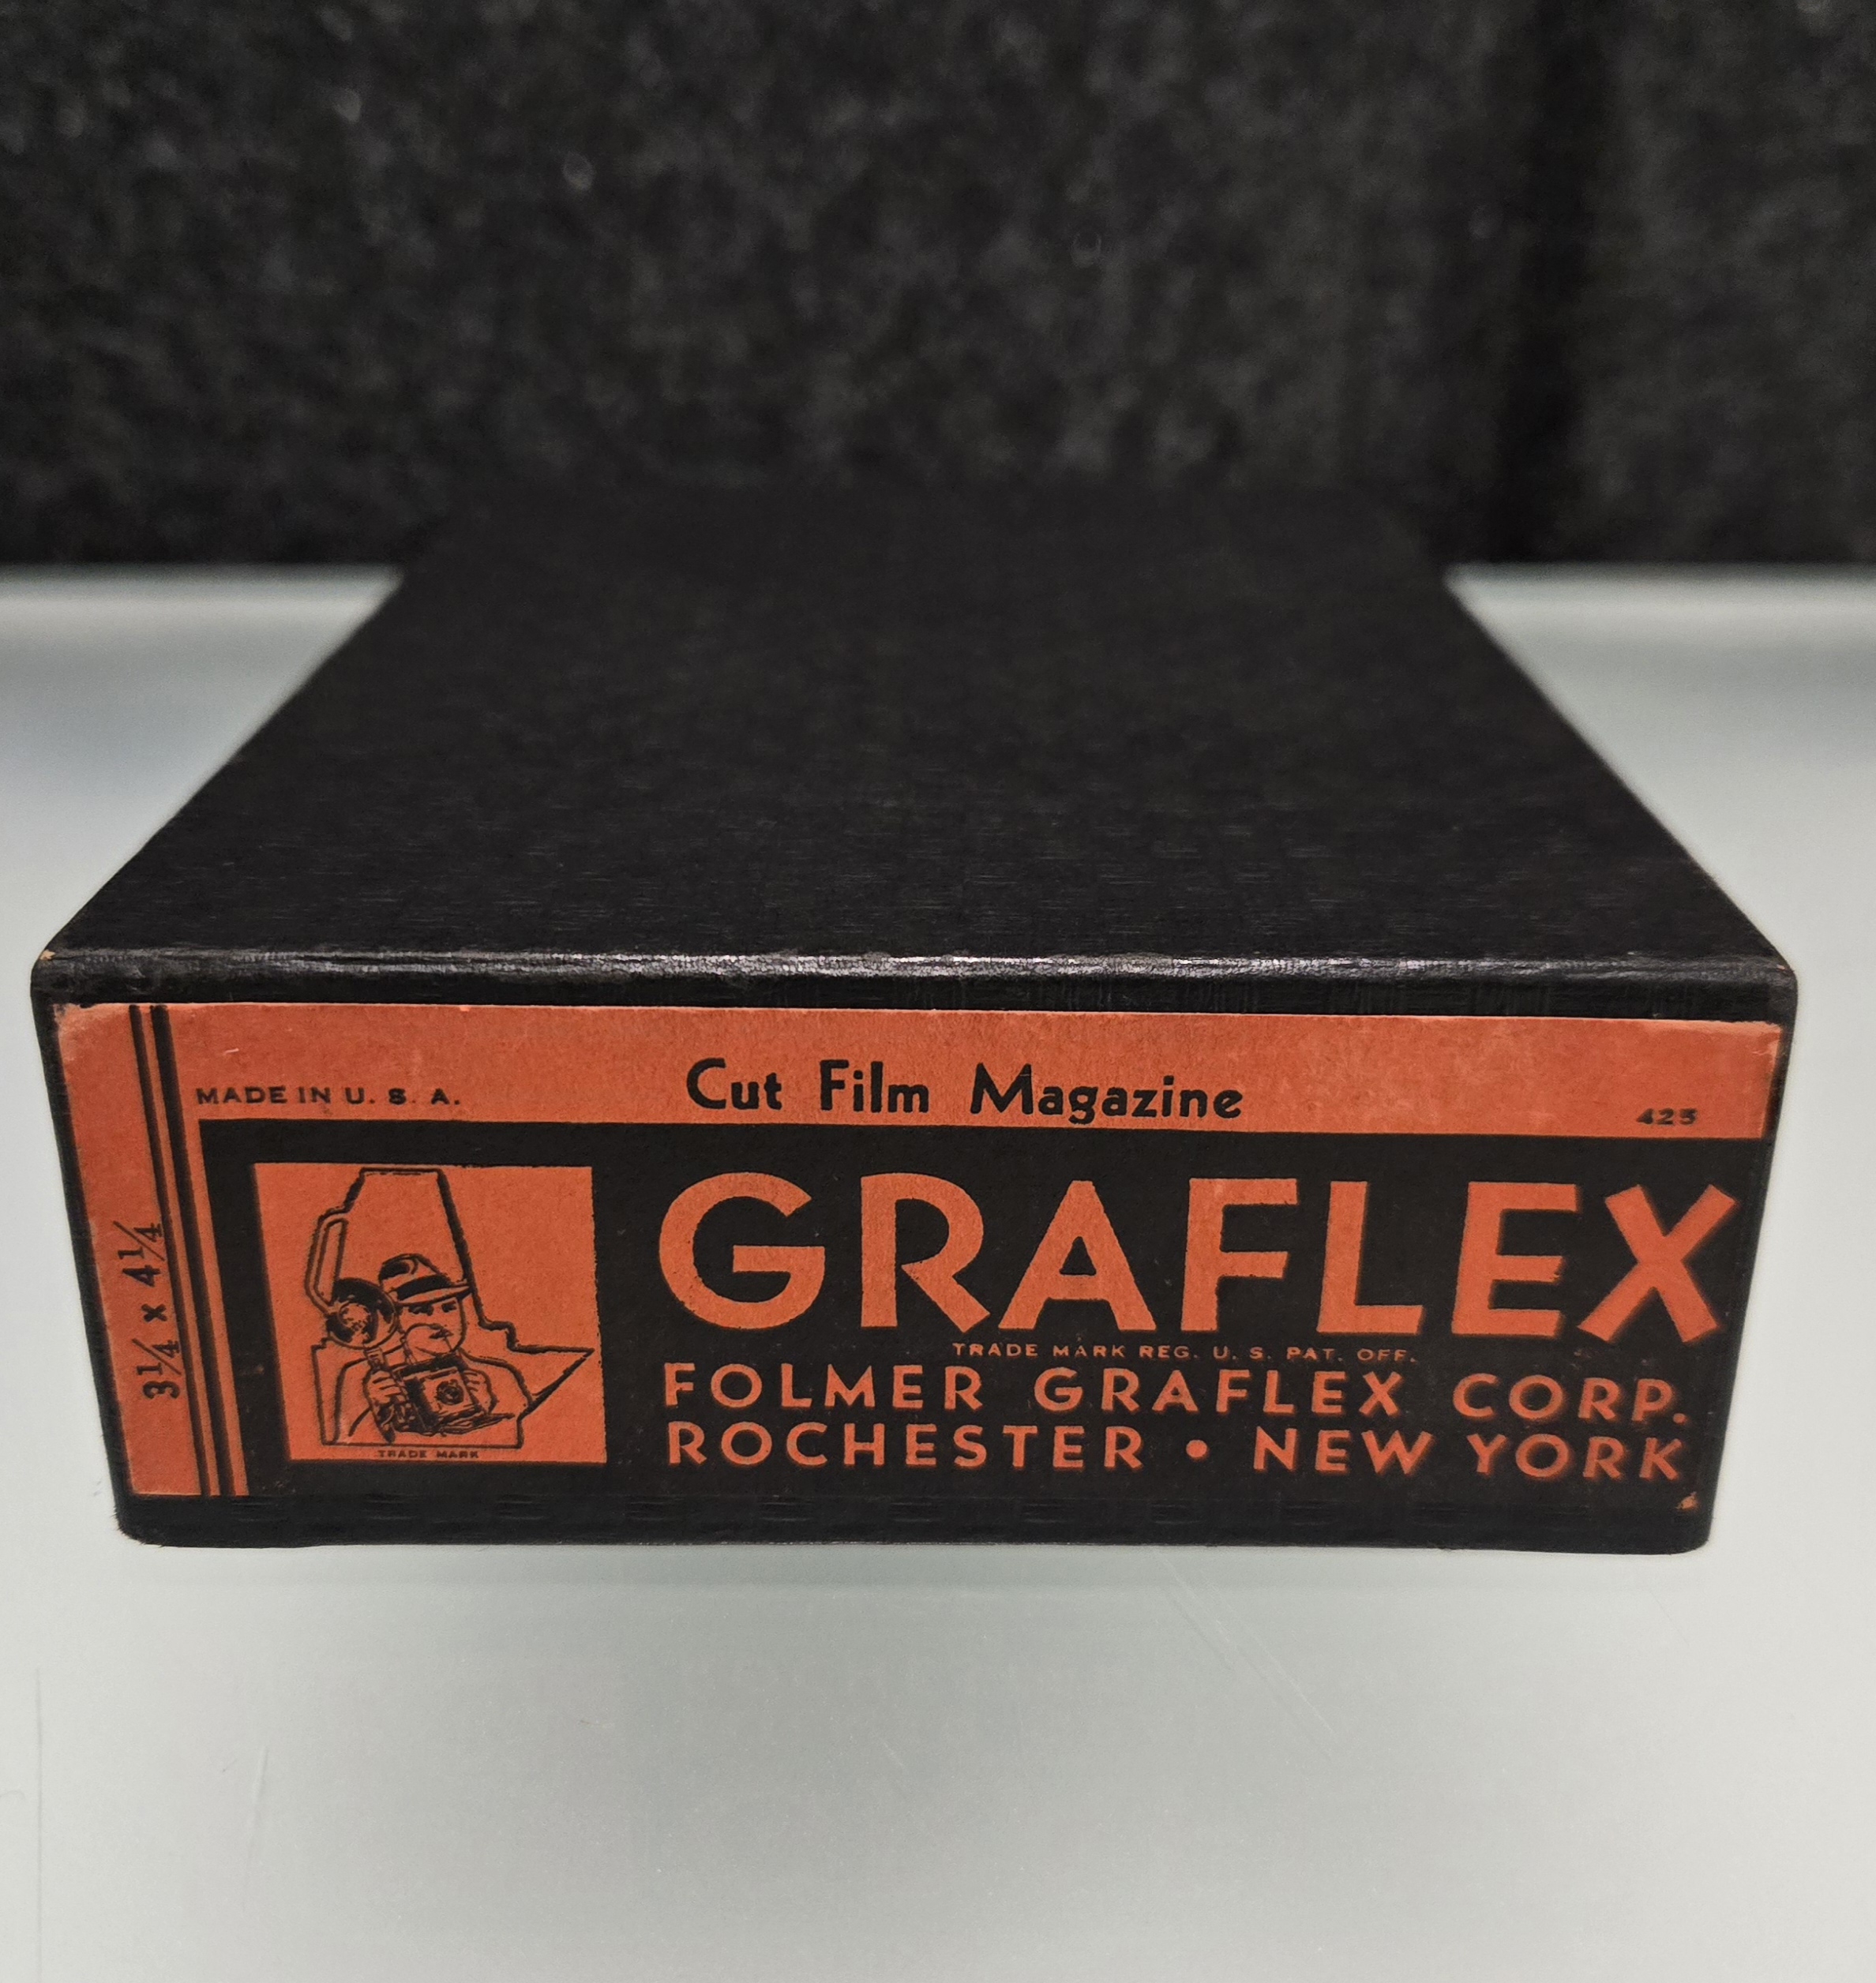 MADE IN U. S. A.
Cut Film Magazine
425
3¼ x 4¼
GRAFLEX
TRADE MARK REG. U. S. PAT. OFF.
FOLMER GRAFLEX CORP.
ROCHESTER • NEW YORK
TRADE MARK